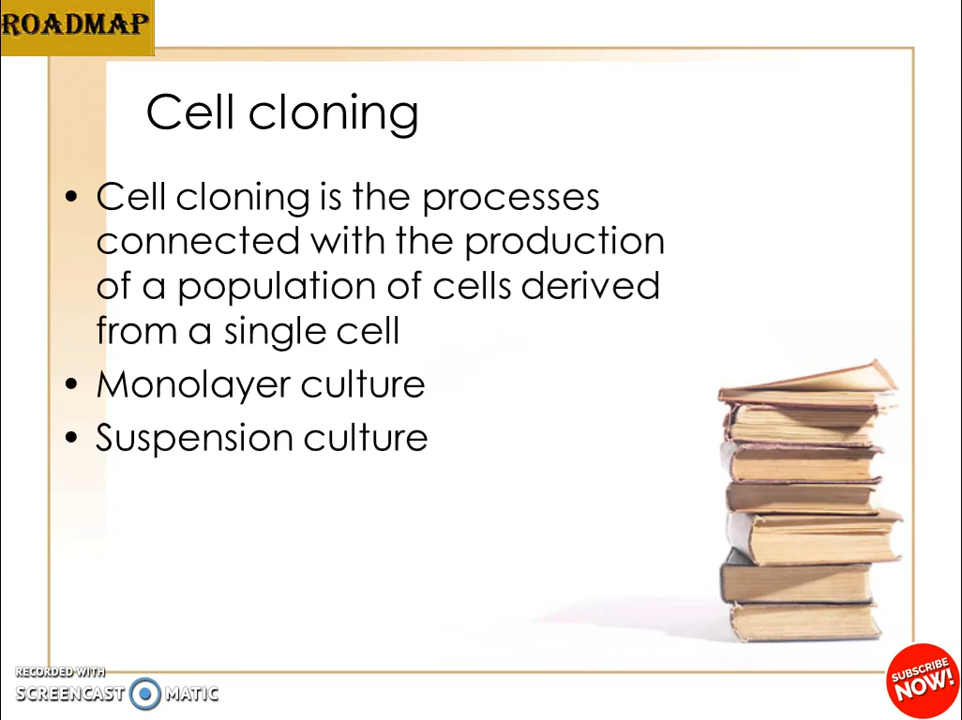 ROADMAP
Cell cloning
• Cell cloning is the processes
connected with the production
of a population of cells derived
from a single cell
• Monolayer culture
• Suspension culture
RECORDED WITH
SCREENCAST MATIC
SUBSCRIBE
NOW!